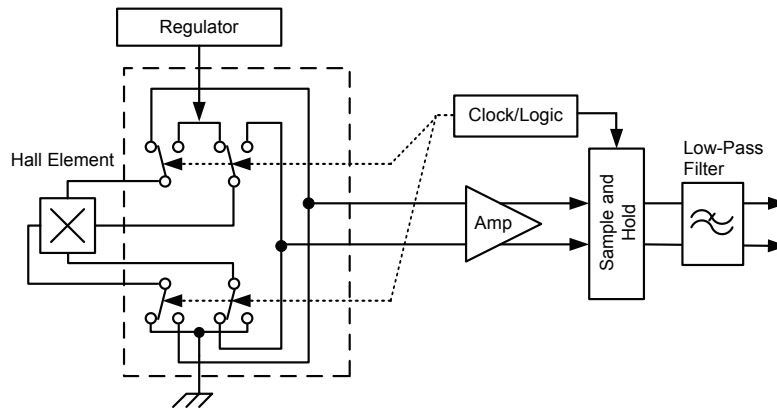 Regulator
Hall Element
Clock/Logic
Amp
Sample and
Hold
Low-Pass
Filter